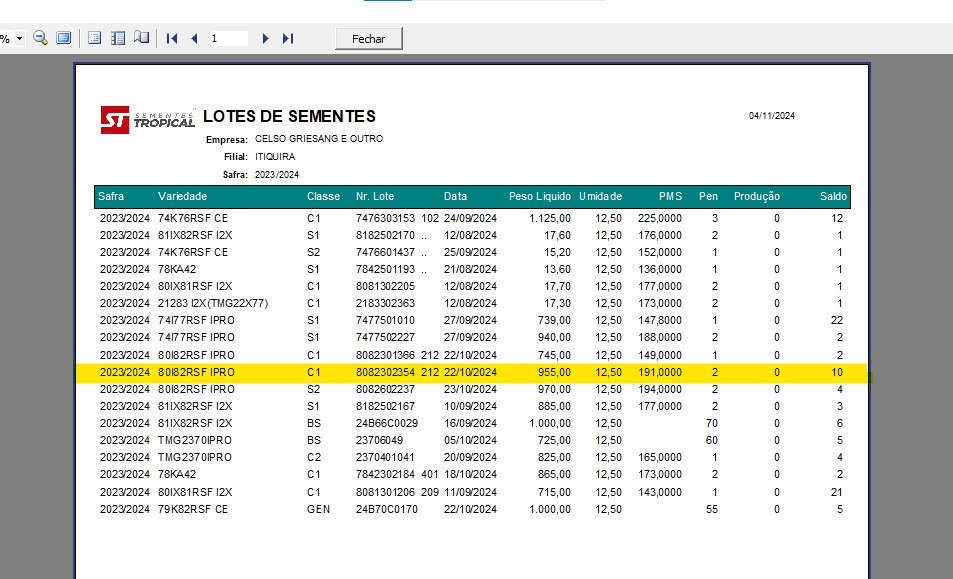 % 1 Fechar
ST SEMENTES TROPICAL LOTES DE SEMENTES 04/11/2024
Empresa: CELSO GRIESANG E OUTRO
Filial: ITIQUIRA
Safra: 2023/2024
Safra Variedade Classe Nr. Lote Data Peso Liquido Umidade PMS Pen Produção Saldo
2023/2024 74K76RSF CE C1 7476303153 102 24/09/2024 1.125,00 12,50 225,0000 3 0 12
2023/2024 81IX82RSF I2X S1 8182502170 .. 12/08/2024 17,60 12,50 176,0000 2 0 1
2023/2024 74K76RSF CE S2 7476601437 .. 25/09/2024 15,20 12,50 152,0000 1 0 1
2023/2024 78KA42 S1 7842501193 .. 21/08/2024 13,60 12,50 136,0000 1 0 1
2023/2024 80IX81RSF I2X C1 8081302205 12/08/2024 17,70 12,50 177,0000 2 0 1
2023/2024 21283 I2X(TMG22X77) C1 2183302363 12/08/2024 17,30 12,50 173,0000 2 0 1
2023/2024 74I77RSF IPRO S1 7477501010 27/09/2024 739,00 12,50 147,8000 1 0 22
2023/2024 74I77RSF IPRO S1 7477502227 27/09/2024 940,00 12,50 188,0000 2 0 2
2023/2024 80I82RSF IPRO C1 8082301366 212 22/10/2024 745,00 12,50 149,0000 1 0 2
2023/2024 80I82RSF IPRO C1 8082302354 212 22/10/2024 955,00 12,50 191,0000 2 0 10
2023/2024 80I82RSF IPRO S2 8082602237 23/10/2024 970,00 12,50 194,0000 2 0 4
2023/2024 81IX82RSF I2X S1 8182502167 10/09/2024 885,00 12,50 177,0000 2 0 3
2023/2024 81IX82RSF I2X BS 24B66C0029 16/09/2024 1.000,00 12,50 70 0 6
2023/2024 TMG2370IPRO BS 23706049 05/10/2024 725,00 12,50 60 0 5
2023/2024 TMG2370IPRO C2 2370401041 20/09/2024 825,00 12,50 165,0000 1 0 4
2023/2024 78KA42 C1 7842302184 401 18/10/2024 865,00 12,50 173,0000 2 0 2
2023/2024 80IX81RSF I2X C1 8081301206 209 11/09/2024 715,00 12,50 143,0000 1 0 21
2023/2024 79K82RSF CE GEN 24B70C0170 22/10/2024 1.000,00 12,50 55 0 5